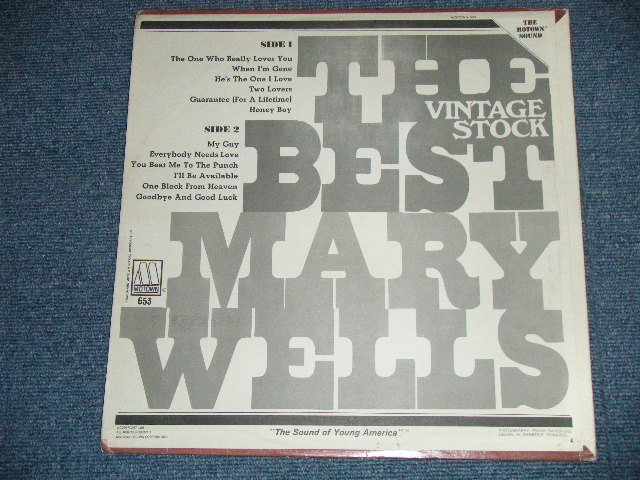 THE
MOTOWN
SOUND
SIDE 1
The One Who Really Loves You
When I'm Gone
He's The One I Love
Two Lovers
Guarantee (For A Lifetime)
Honey Boy
SIDE 2
My Guy
Everybody Needs Love
You Beat Me To The Punch
I'll Be Available
One Block From Heaven
Goodbye And Good Luck
THE
VINTAGE
STOCK
BEST
MARY
WELLS
M
MOTOWN
653
"The Sound of Young America"